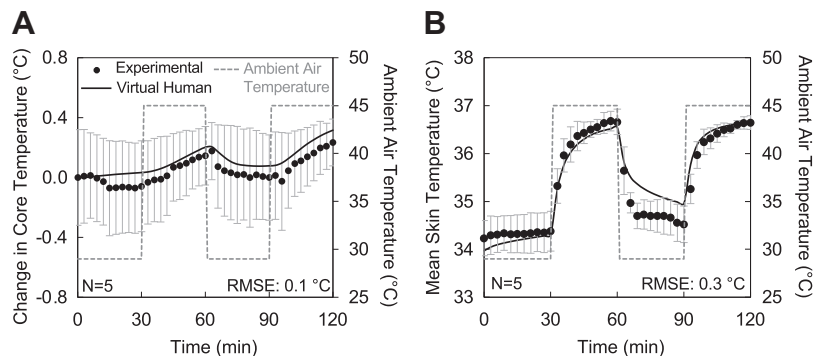 A
Change in Core Temperature (°C)
0.8
0.4
0.0
-0.4
-0.8
Experimental
Virtual Human
Ambient Air
Temperature
N=5
RMSE: 0.1 °C
0
30
60
90
120
Time (min)
50
45
40
35
30
25
Ambient Air Temperature (°C)
B
Mean Skin Temperature (°C)
38
37
36
34
33
N=5
RMSE: 0.3 °C
0
30
60
90
120
Time (min)
50
45
40
35
30
25
Ambient Air Temperature (°C)